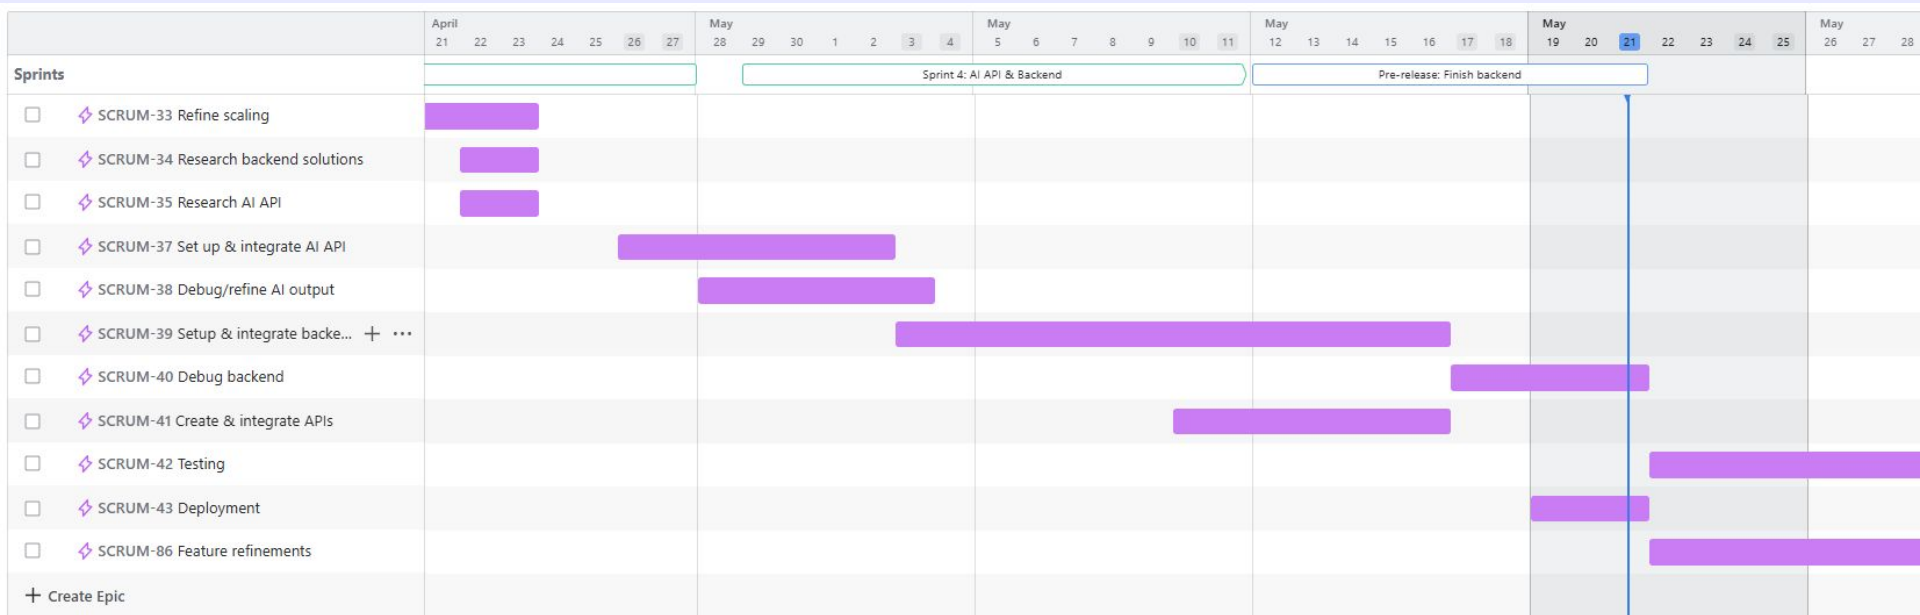 April May May May May May
21 22 23 24 25 26 27 28 29 30 1 2 3 4 5 6 7 8 9 10 11 12 13 14 15 16 17 18 19 20 21 22 23 24 25 26 27 28
Sprints Sprint 4: AI API & Backend Pre-release: Finish backend
SCRUM-33 Refine scaling
SCRUM-34 Research backend solutions
SCRUM-35 Research AI API
SCRUM-37 Set up & integrate AI API
SCRUM-38 Debug/refine AI output
SCRUM-39 Setup & integrate backe... + ...
SCRUM-40 Debug backend
SCRUM-41 Create & integrate APIs
SCRUM-42 Testing
SCRUM-43 Deployment
SCRUM-86 Feature refinements
+ Create Epic